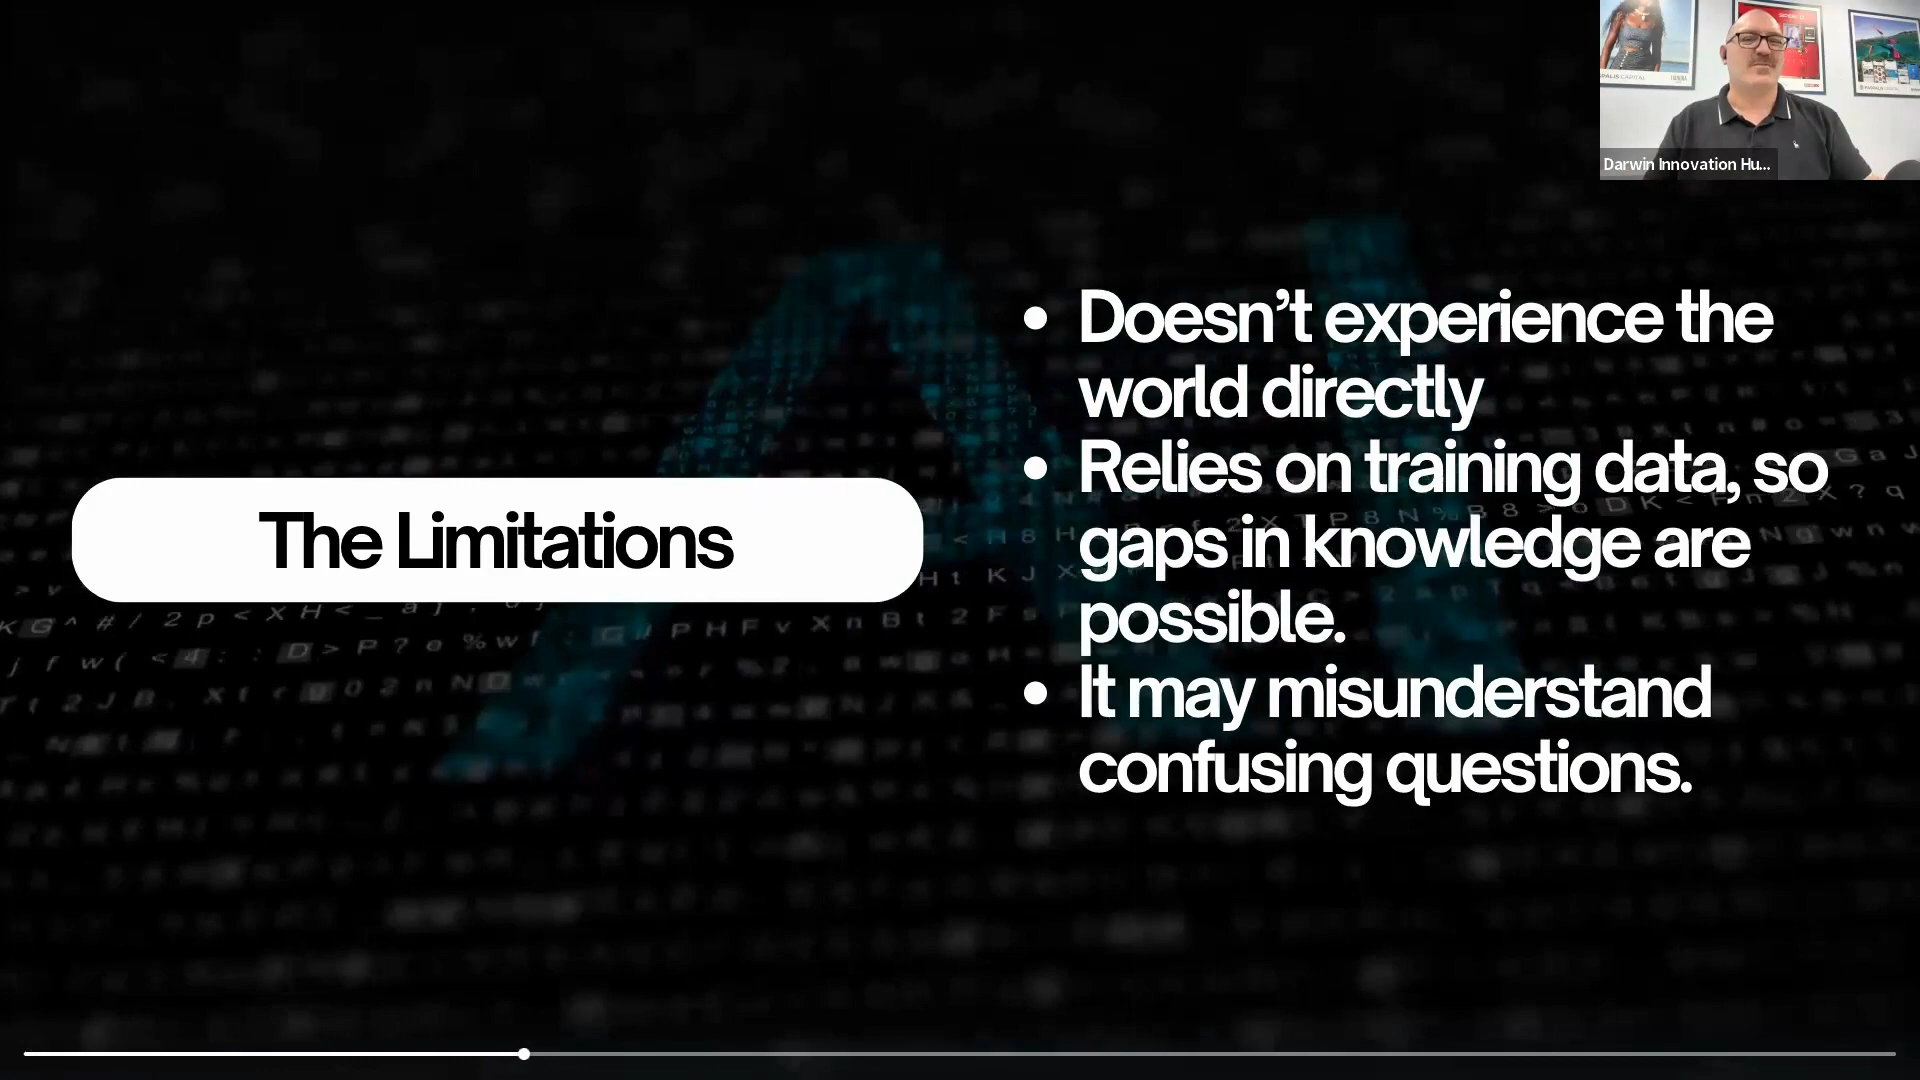 Darwin Innovation Hu...
The Limitations
• Doesn’t experience the
world directly
• Relies on training data, so
gaps in knowledge are
possible.
• It may misunderstand
confusing questions.